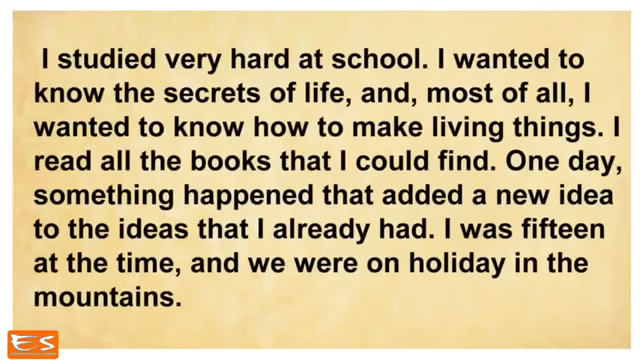 I studied very hard at school. I wanted to
know the secrets of life, and, most of all, I
wanted to know how to make living things. I
read all the books that I could find. One day,
something happened that added a new idea
to the ideas that I already had. I was fifteen
at the time, and we were on holiday in the
mountains.
ES